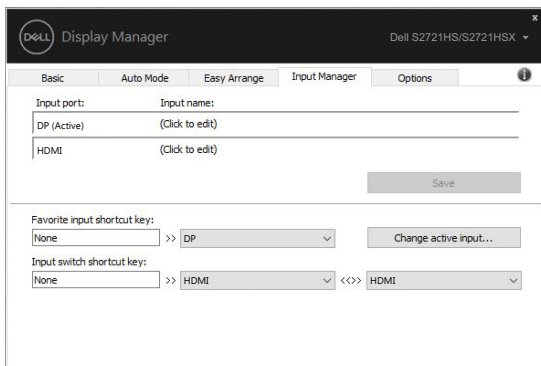 x
DELL Display Manager Dell S2721HS/S2721HSX
Basic Auto Mode Easy Arrange Input Manager Options i
Input port: Input name:
DP (Active) (Click to edit)
HDMI (Click to edit)
Save
Favorite input shortcut key:
None >> DP Change active input...
Input switch shortcut key:
None >> HDMI <<>> HDMI